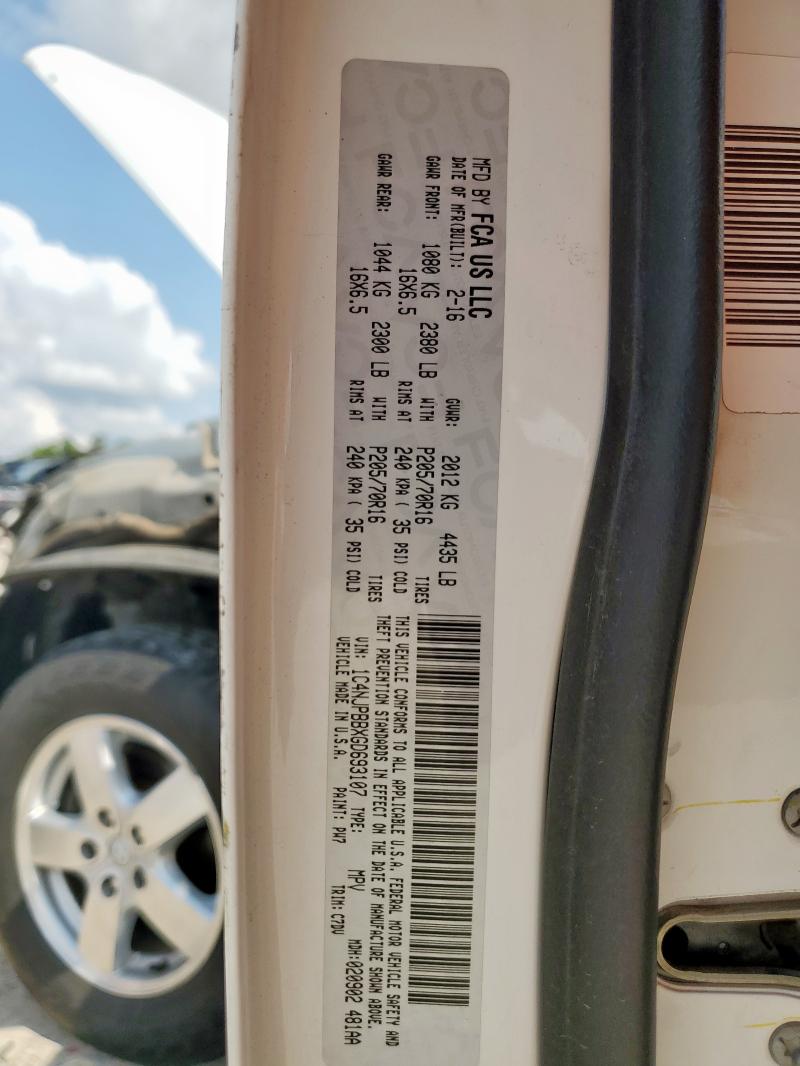 MFD BY FCA US LLC
DATE OF MFR(BUILT): 2-16 GVWR: 2012 KG 4435 LB
GAWR FRONT: 1080 KG 2380 LB WITH P205/70R16 TIRES
16X6.5 RIMS AT 240 KPA ( 35 PSI) COLD
GAWR REAR: 1044 KG 2300 LB WITH P205/70R16 TIRES
16X6.5 RIMS AT 240 KPA ( 35 PSI) COLD
THIS VEHICLE CONFORMS TO ALL APPLICABLE U.S.A. FEDERAL MOTOR VEHICLE SAFETY AND
THEFT PREVENTION STANDARDS IN EFFECT ON THE DATE OF MANUFACTURE SHOWN ABOVE.
VIN: 1C4NJPBBXGD693107 TYPE: MPV MDH:020902 481AA
VEHICLE MADE IN U.S.A. PAINT: PW7 TRIM: C7DV